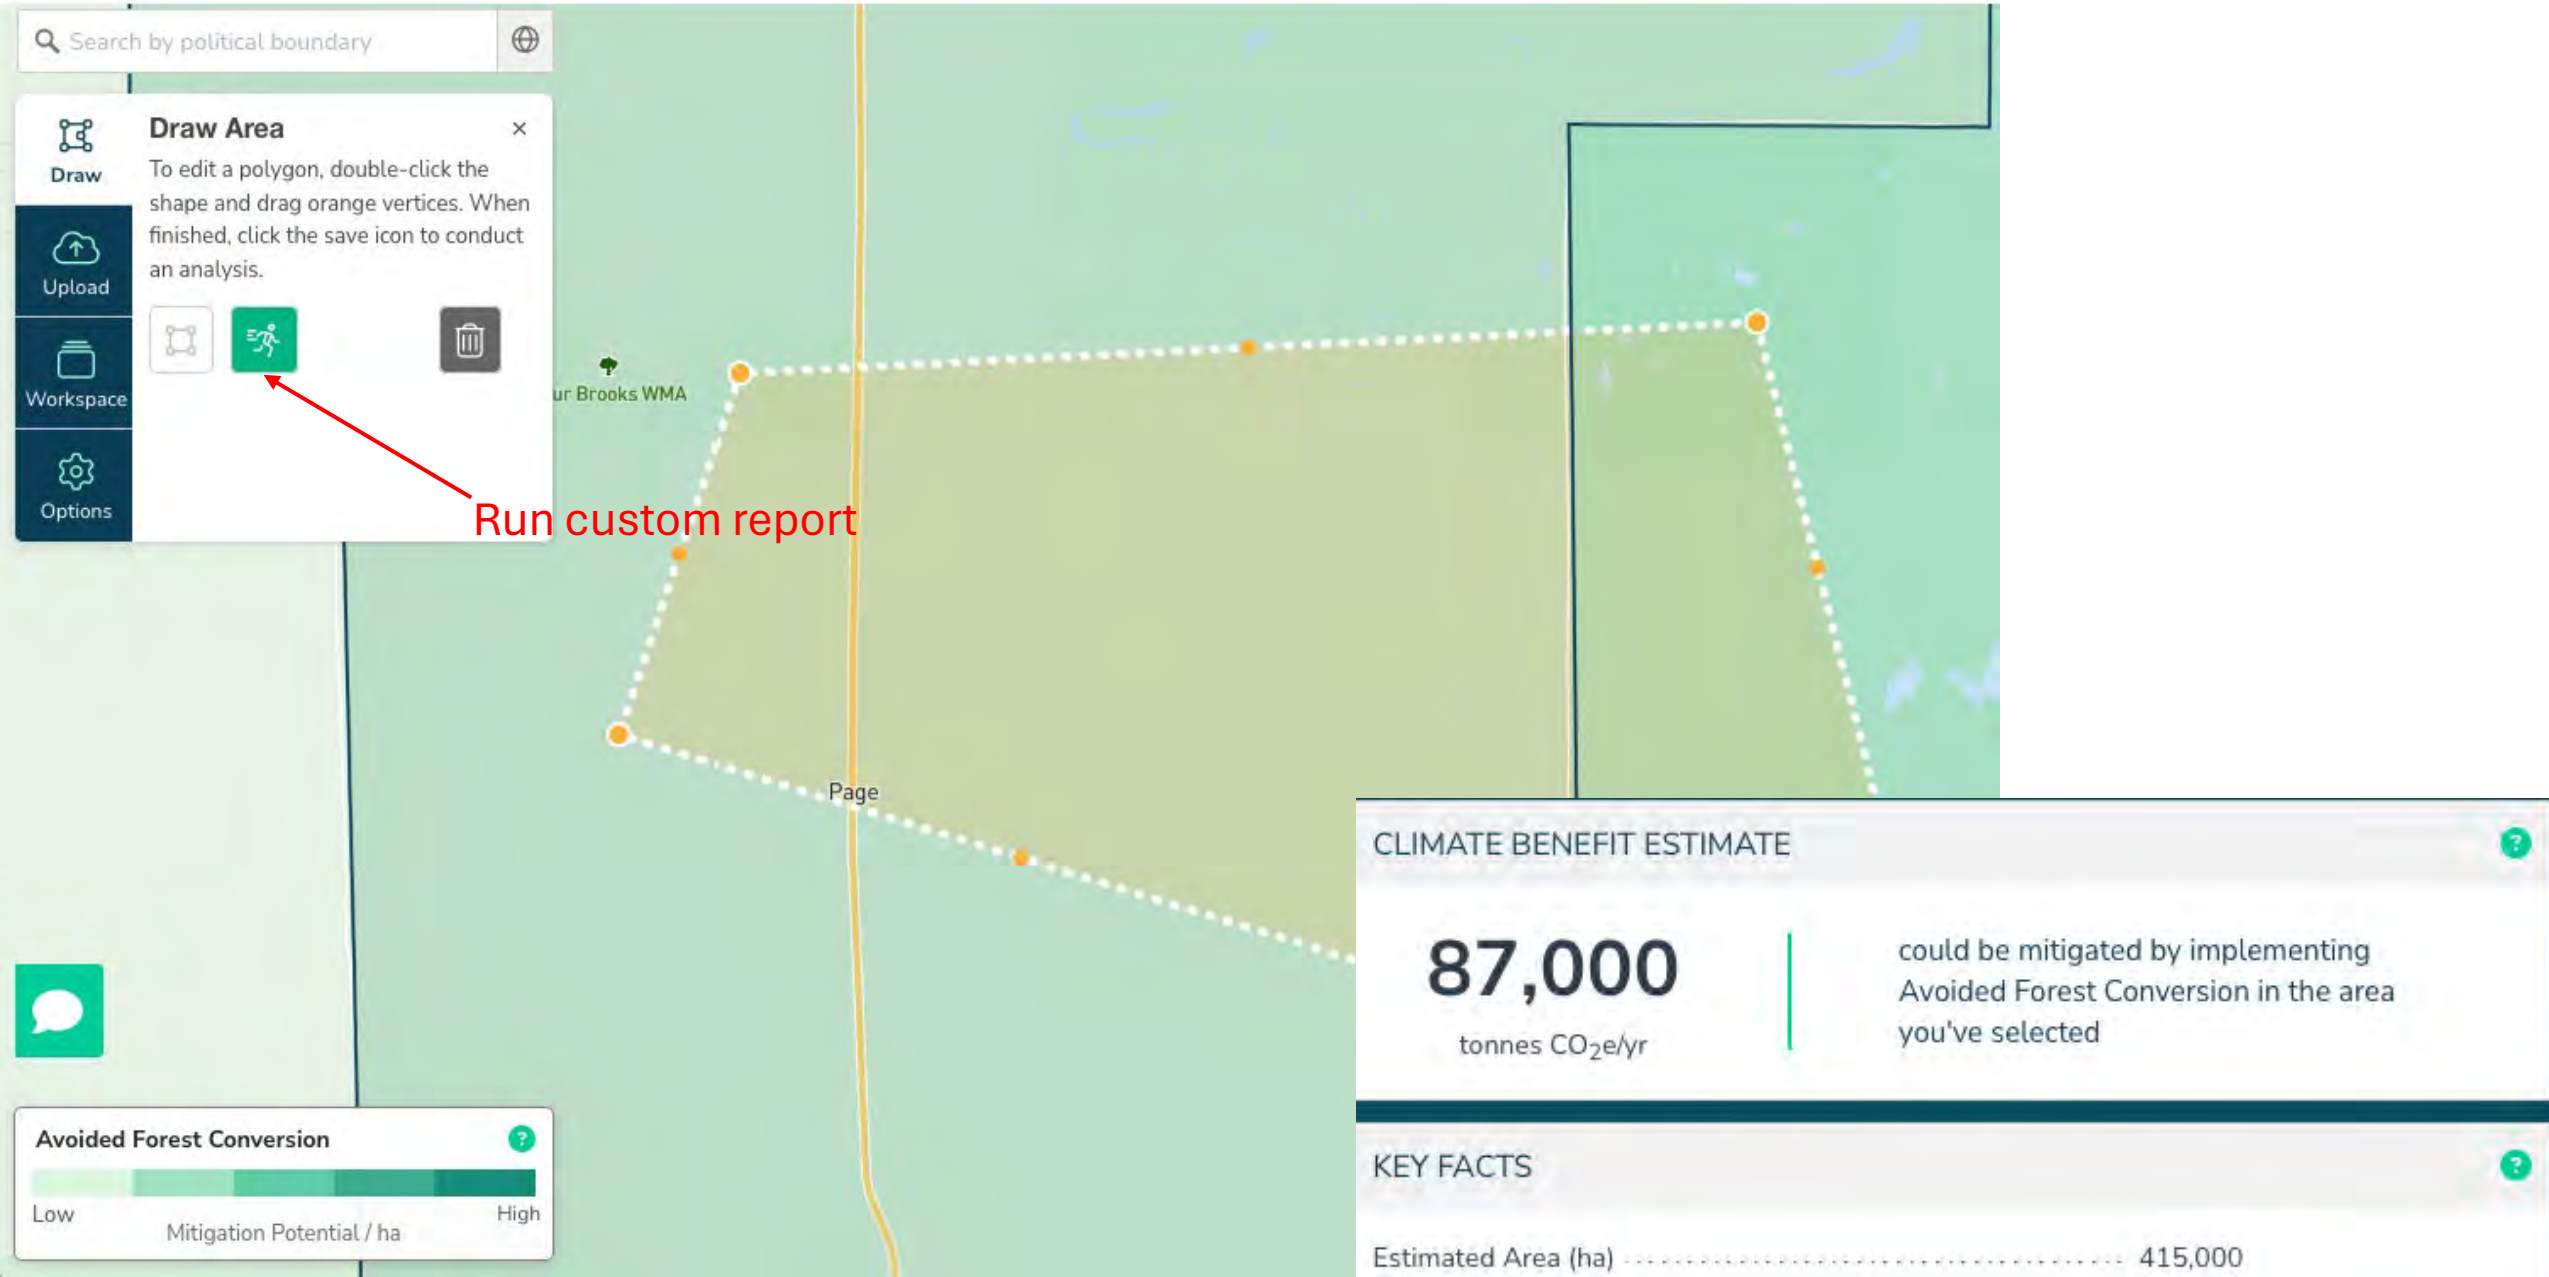 Search by political boundary
Draw
Upload
Workspace
Options
Draw Area
×
To edit a polygon, double-click the
shape and drag orange vertices. When
finished, click the save icon to conduct
an analysis.
Run custom report
ur Brooks WMA
Page
Avoided Forest Conversion
?
Low
High
Mitigation Potential / ha
CLIMATE BENEFIT ESTIMATE
?
87,000
tonnes CO₂e/yr
could be mitigated by implementing
Avoided Forest Conversion in the area
you've selected
KEY FACTS
?
Estimated Area (ha) 415,000